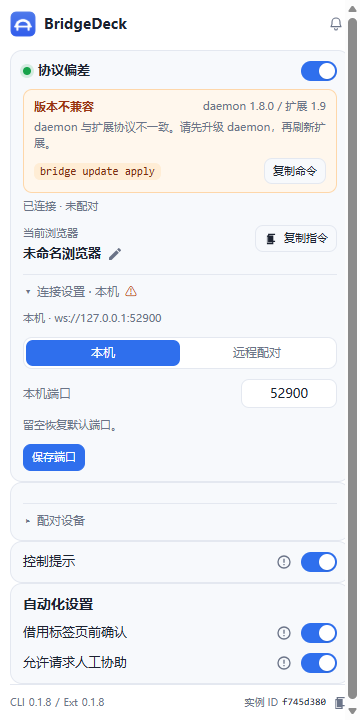 BridgeDeck
协议偏差
版本不兼容 daemon 1.8.0 / 扩展 1.9
daemon 与扩展协议不一致。请先升级 daemon，再刷新扩
展。
bridge update apply 复制命令
已连接 · 未配对
当前浏览器
未命名浏览器 复制指令
连接设置 · 本机
本机 · ws://127.0.0.1:52900
本机 远程配对
本机端口 52900
留空恢复默认端口。
保存端口
配对设备
控制提示
自动化设置
借用标签页前确认
允许请求人工协助
CLI 0.1.8 / Ext 0.1.8 实例 ID f745d380